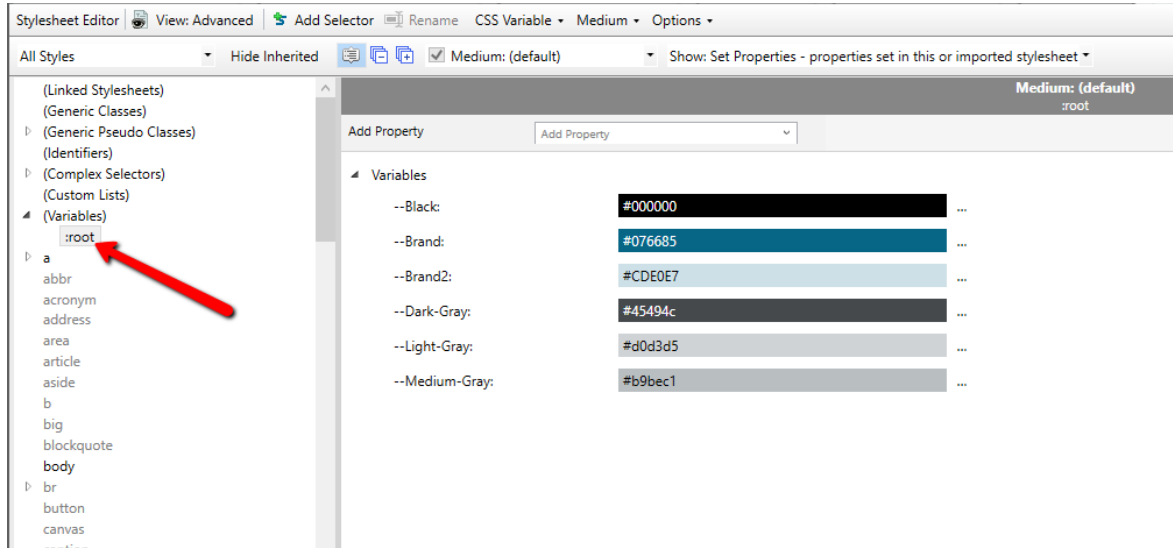 Stylesheet Editor View: Advanced Add Selector Rename CSS Variable Medium Options
All Styles Hide Inherited Medium: (default) Show: Set Properties - properties set in this or imported stylesheet
(Linked Stylesheets)
(Generic Classes)
(Generic Pseudo Classes)
(Identifiers)
(Complex Selectors)
(Custom Lists)
(Variables)
:root
a
abbr
acronym
address
area
article
aside
b
big
blockquote
body
br
button
canvas
caption
Medium: (default)
:root
Add Property Add Property
Variables
--Black: #000000 ...
--Brand: #076685 ...
--Brand2: #CDE0E7 ...
--Dark-Gray: #45494c ...
--Light-Gray: #d0d3d5 ...
--Medium-Gray: #b9bec1 ...